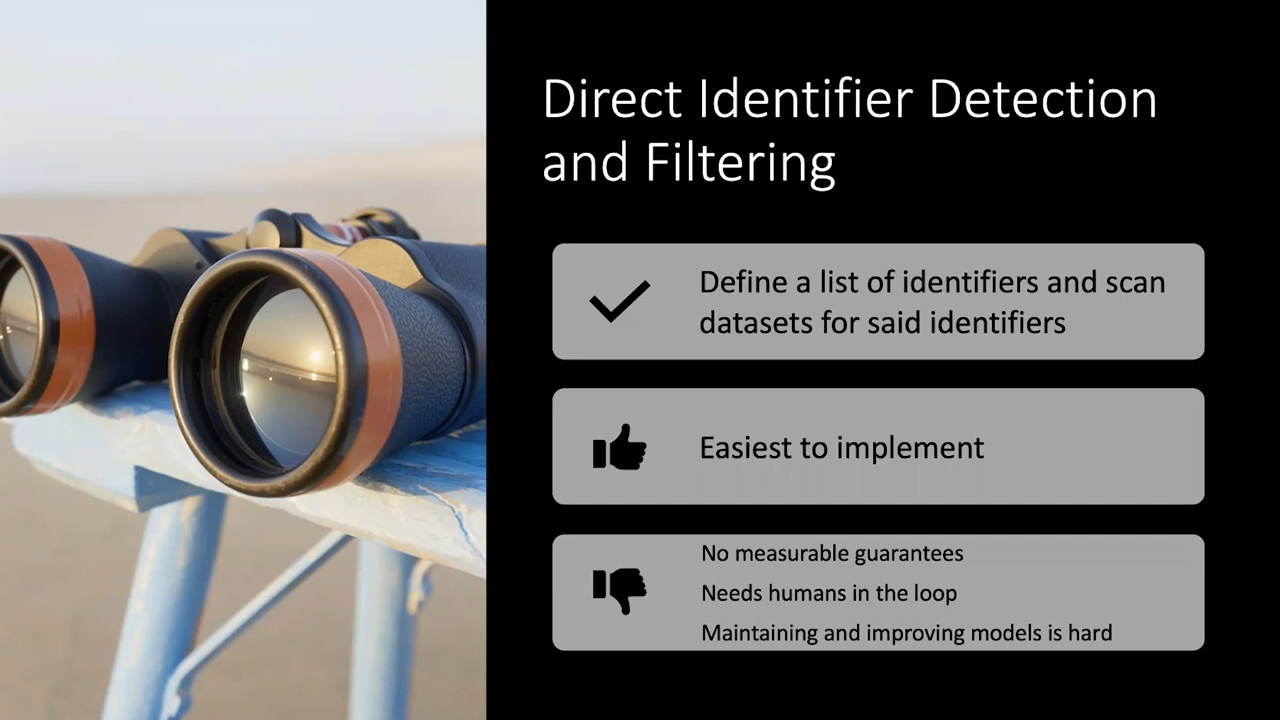 Direct Identifier Detection
and Filtering
Define a list of identifiers and scan
datasets for said identifiers
Easiest to implement
No measurable guarantees
Needs humans in the loop
Maintaining and improving models is hard